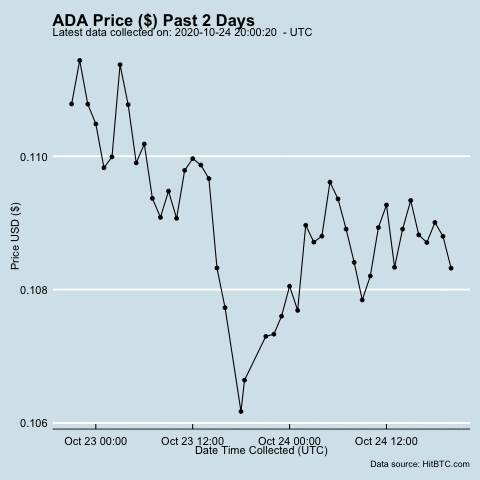 ADA Price ($) Past 2 Days
Latest data collected on: 2020-10-24 20:00:20  - UTC
Price USD ($)
0.110
0.108
0.106
Oct 23 00:00 Oct 23 12:00 Oct 24 00:00 Oct 24 12:00
Date Time Collected (UTC)
Data source: HitBTC.com